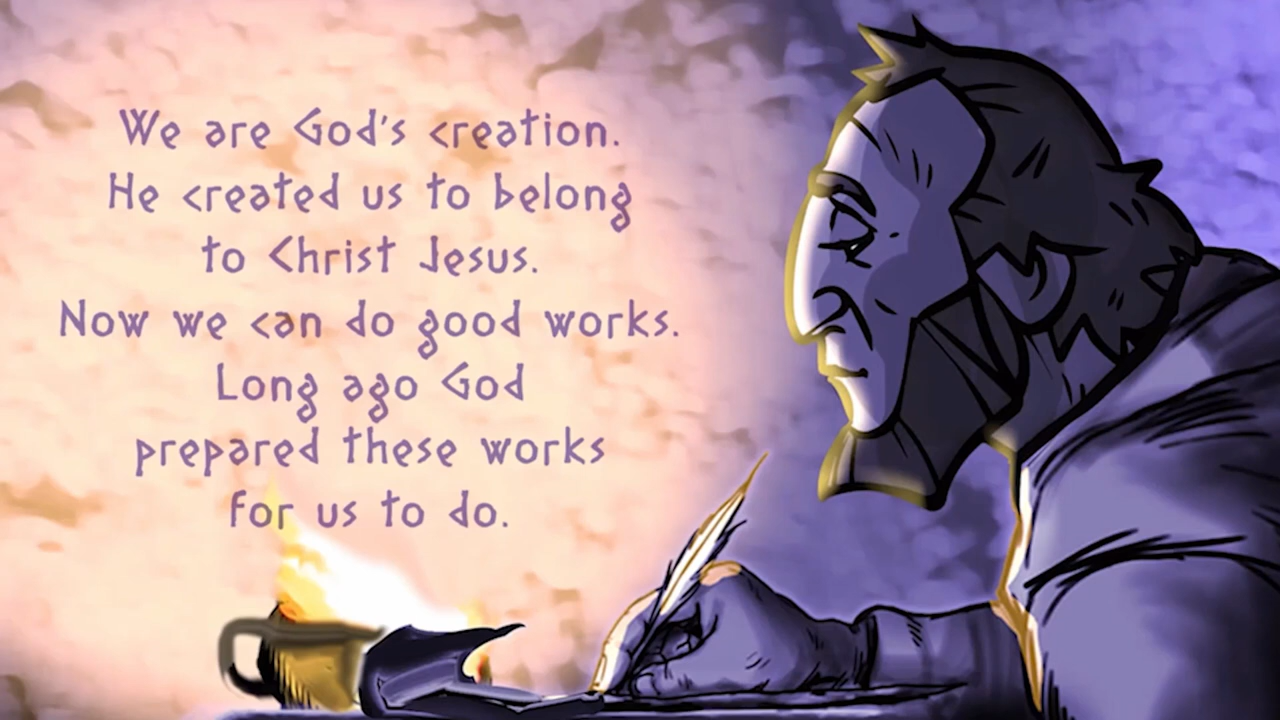 We are God's creation.
He created us to belong
to Christ Jesus.
Now we can do good works.
Long ago God
prepared these works
for us to do.